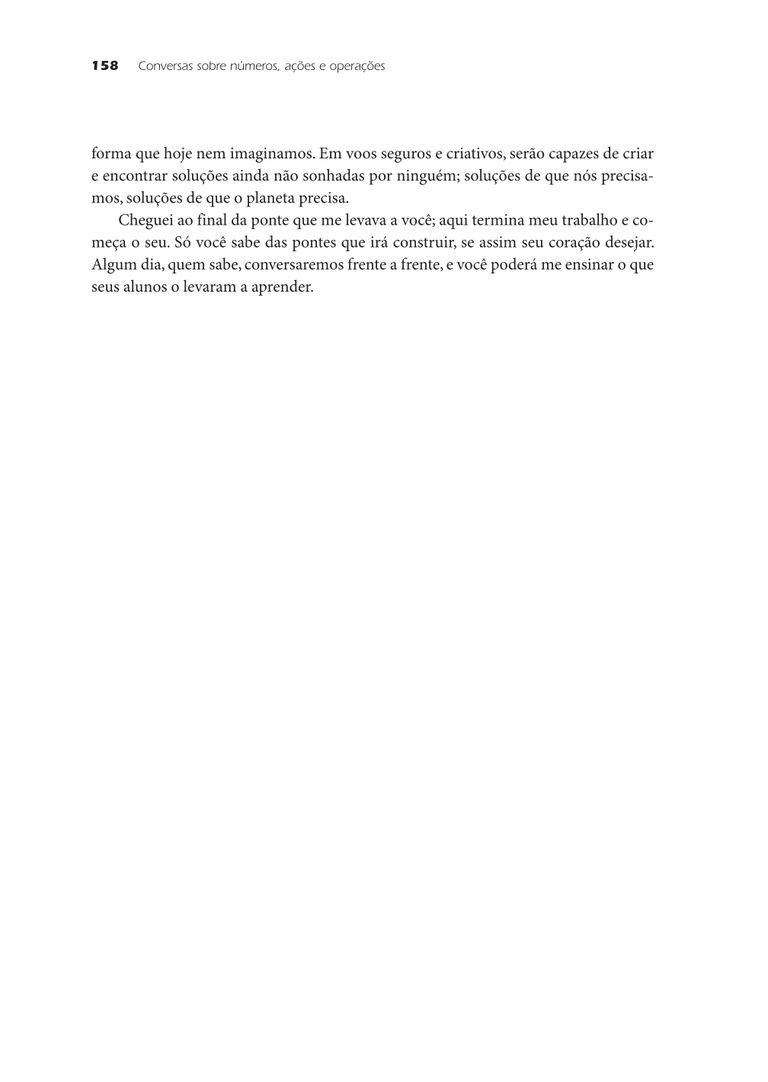 158 Conversas sobre números, ações e operações
forma que hoje nem imaginamos. Em voos seguros e criativos, serão capazes de criar
e encontrar soluções ainda não sonhadas por ninguém; soluções de que nós precisa-
mos, soluções de que o planeta precisa.
Cheguei ao final da ponte que me levava a você; aqui termina meu trabalho e co-
meça o seu. Só você sabe das pontes que irá construir, se assim seu coração desejar.
Algum dia, quem sabe, conversaremos frente a frente, e você poderá me ensinar o que
seus alunos o levaram a aprender.